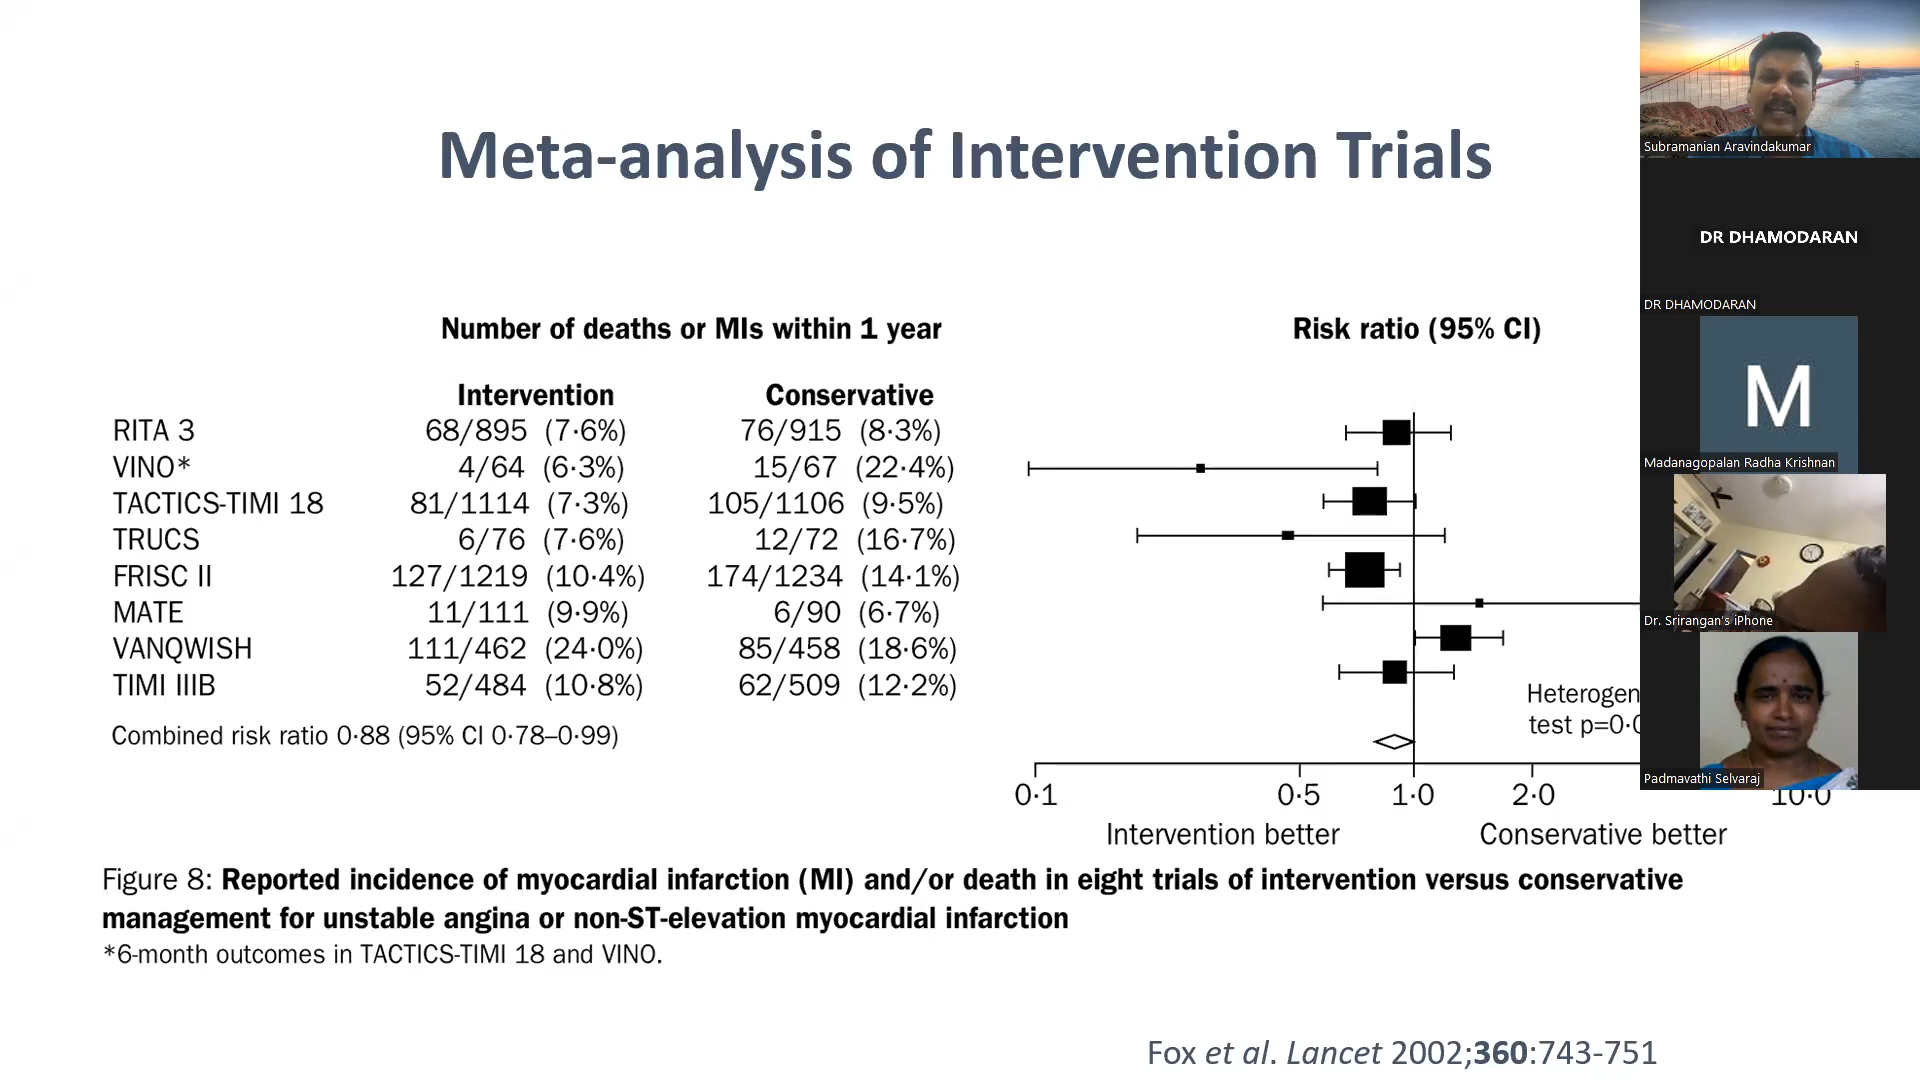 Meta-analysis of Intervention Trials
Number of deaths or MIs within 1 year
Risk ratio (95% CI)
Intervention Conservative
RITA 3 68/895 (7·6%) 76/915 (8·3%)
VINO* 4/64 (6·3%) 15/67 (22·4%)
TACTICS-TIMI 18 81/1114 (7·3%) 105/1106 (9·5%)
TRUCS 6/76 (7·6%) 12/72 (16·7%)
FRISC II 127/1219 (10·4%) 174/1234 (14·1%)
MATE 11/111 (9·9%) 6/90 (6·7%)
VANQWISH 111/462 (24·0%) 85/458 (18·6%)
TIMI IIIB 52/484 (10·8%) 62/509 (12·2%)
Combined risk ratio 0·88 (95% CI 0·78–0·99)
Heterogen
test p=0·0
0·1 0·5 1·0 2·0 10·0
Intervention better Conservative better
Figure 8: Reported incidence of myocardial infarction (MI) and/or death in eight trials of intervention versus conservative
management for unstable angina or non-ST-elevation myocardial infarction
*6-month outcomes in TACTICS-TIMI 18 and VINO.
Fox et al. Lancet 2002;360:743-751
Subramanian Aravindakumar
DR DHAMODARAN
DR DHAMODARAN
M
Madanagopalan Radha Krishnan
Dr. Srirangan's iPhone
Padmavathi Selvaraj